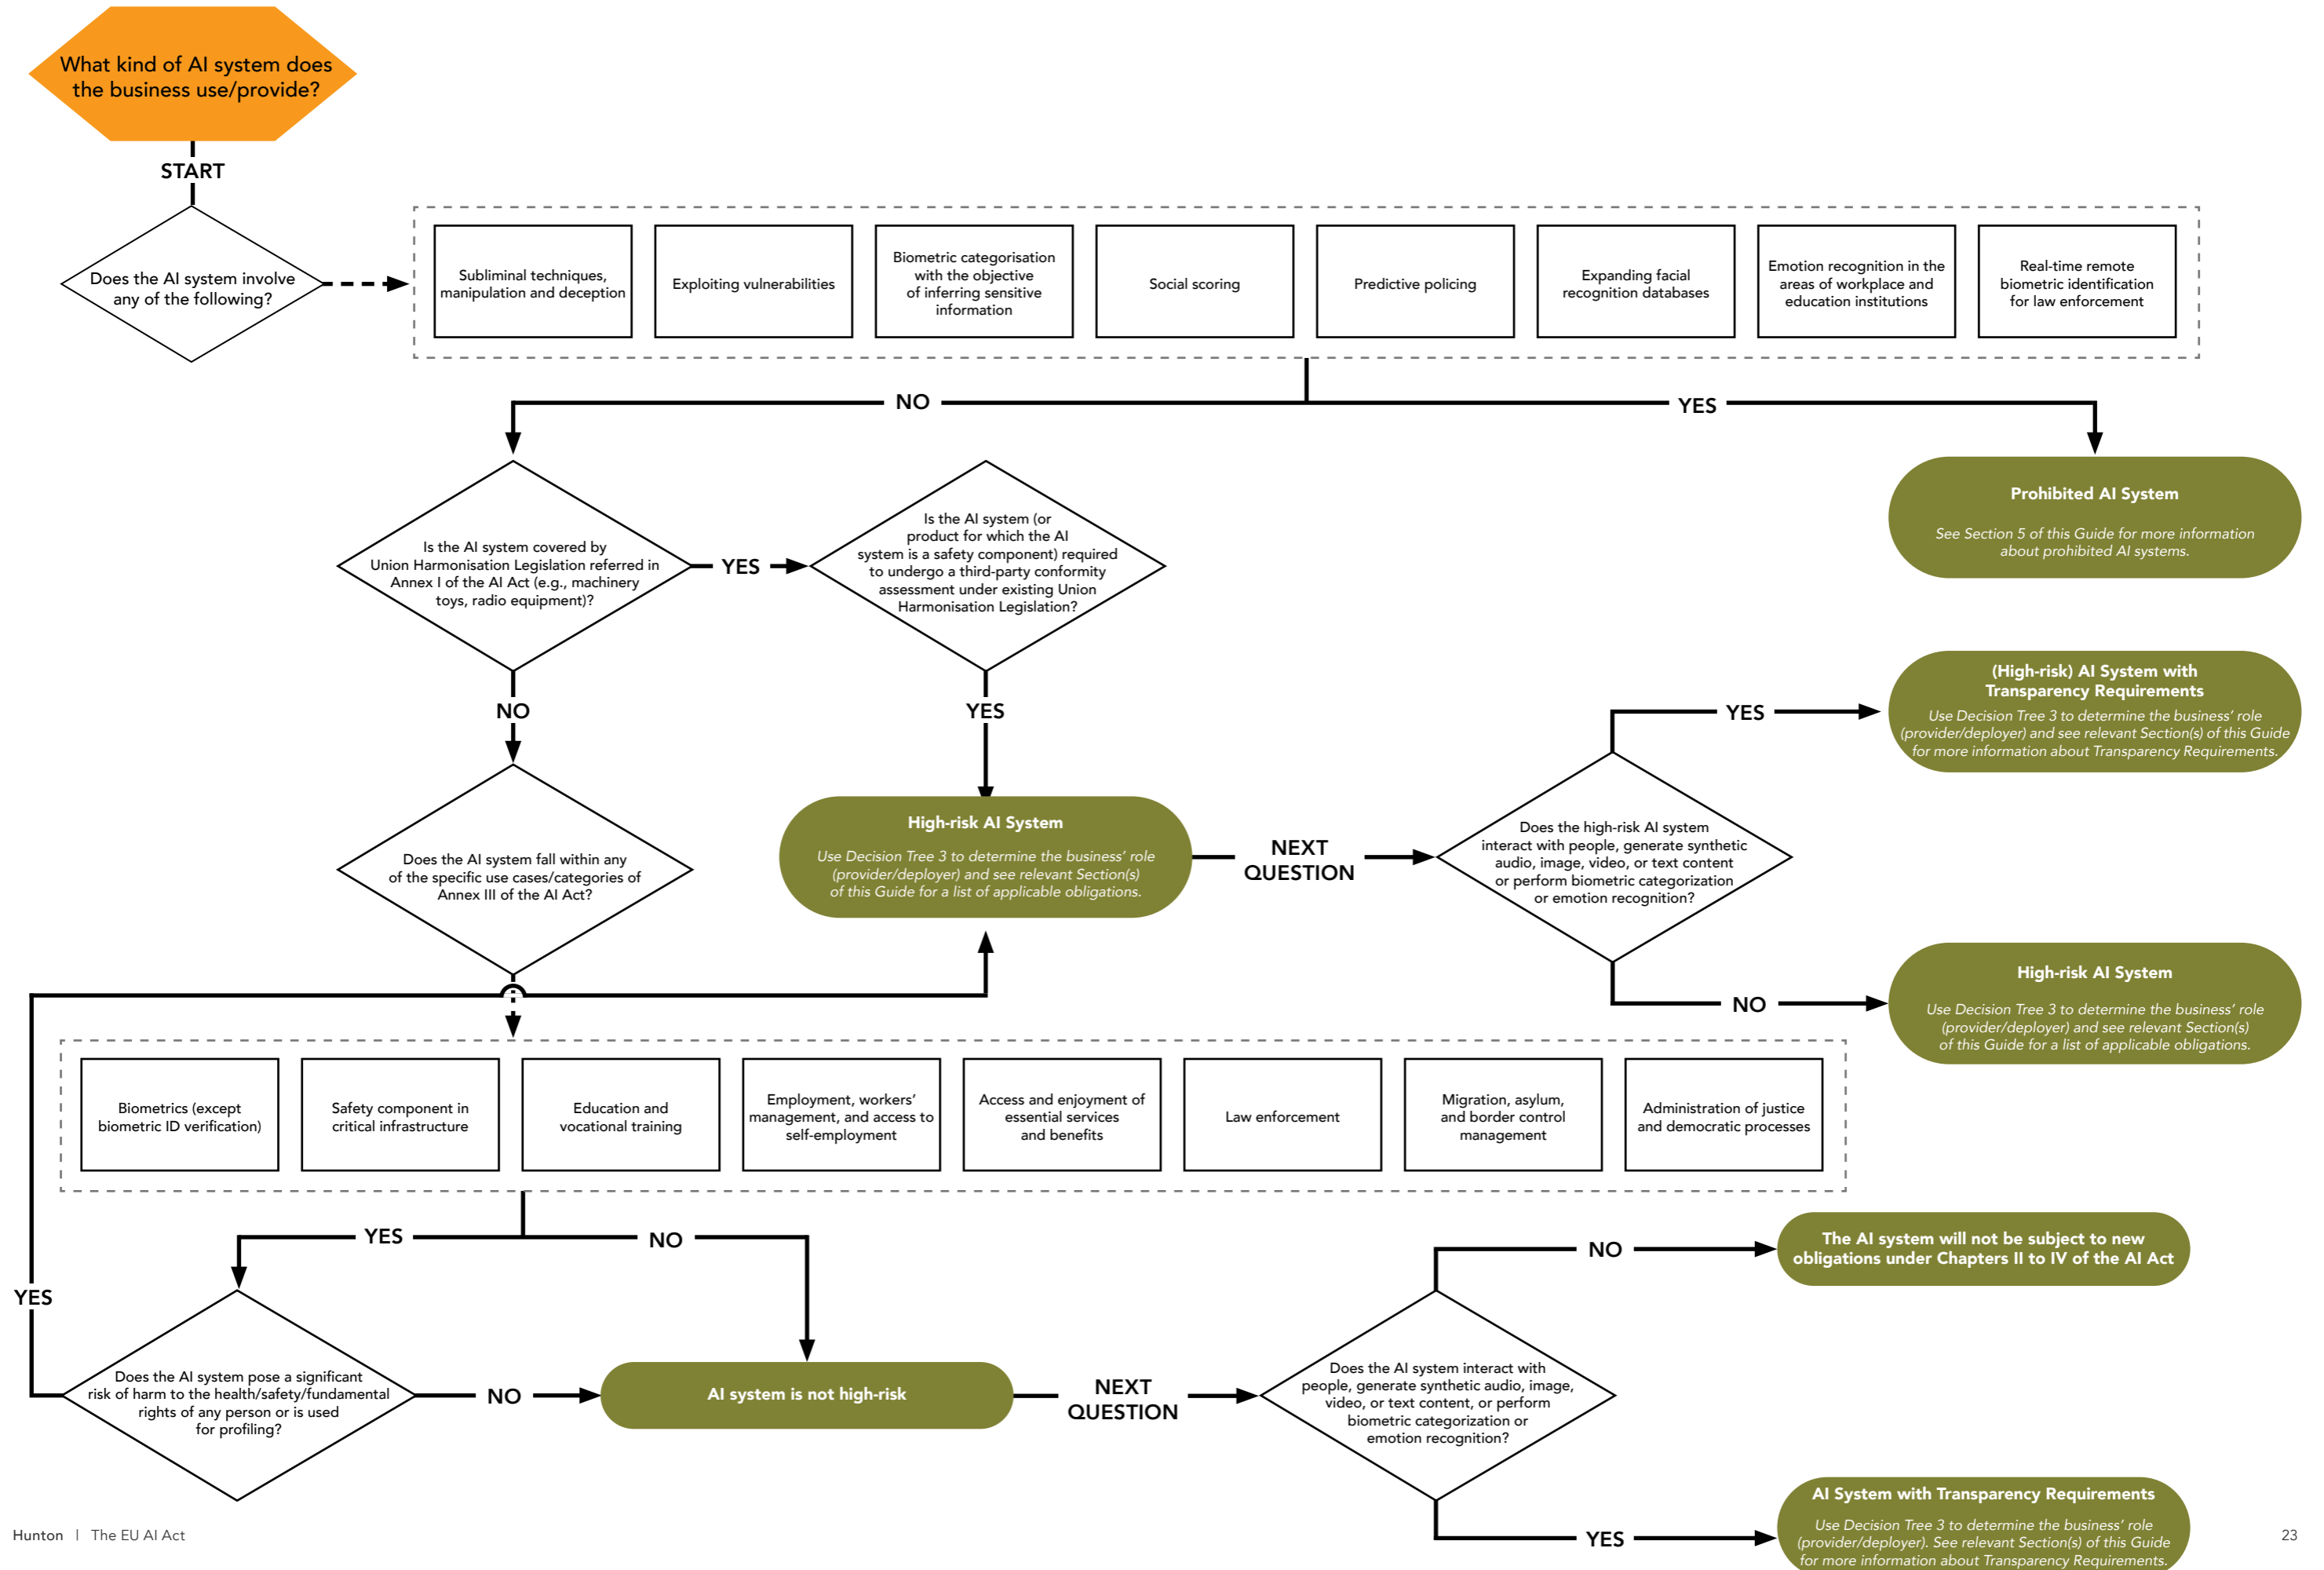 What kind of AI system does
the business use/provide?
START
Does the AI system involve
any of the following?
Subliminal techniques,
manipulation and deception
Exploiting vulnerabilities
Biometric categorisation
with the objective
of inferring sensitive
information
Social scoring
Predictive policing
Expanding facial
recognition databases
Emotion recognition in the
areas of workplace and
education institutions
Real-time remote
biometric identification
for law enforcement
NO
YES
Is the AI system covered by
Union Harmonisation Legislation referred in
Annex I of the AI Act (e.g., machinery
toys, radio equipment)?
YES
Is the AI system (or
product for which the AI
system is a safety component) required
to undergo a third-party conformity
assessment under existing Union
Harmonisation Legislation?
Prohibited AI System
See Section 5 of this Guide for more information
about prohibited AI systems.
NO
YES
(High-risk) AI System with
Transparency Requirements
Use Decision Tree 3 to determine the business' role
(provider/deployer) and see relevant Section(s) of this Guide
for more information about Transparency Requirements.
YES
Does the AI system fall within any
of the specific use cases/categories of
Annex III of the AI Act?
High-risk AI System
Use Decision Tree 3 to determine the business' role
(provider/deployer) and see relevant Section(s)
of this Guide for a list of applicable obligations.
NEXT
QUESTION
Does the high-risk AI system
interact with people, generate synthetic
audio, image, video, or text content
or perform biometric categorization
or emotion recognition?
NO
High-risk AI System
Use Decision Tree 3 to determine the business' role
(provider/deployer) and see relevant Section(s)
of this Guide for a list of applicable obligations.
Biometrics (except
biometric ID verification)
Safety component in
critical infrastructure
Education and
vocational training
Employment, workers'
management, and access to
self-employment
Access and enjoyment of
essential services
and benefits
Law enforcement
Migration, asylum,
and border control
management
Administration of justice
and democratic processes
YES
NO
YES
Does the AI system pose a significant
risk of harm to the health/safety/fundamental
rights of any person or is used
for profiling?
NO
AI system is not high-risk
NEXT
QUESTION
Does the AI system interact with
people, generate synthetic audio, image,
video, or text content, or perform
biometric categorization or
emotion recognition?
NO
The AI system will not be subject to new
obligations under Chapters II to IV of the AI Act
YES
AI System with Transparency Requirements
Use Decision Tree 3 to determine the business' role
(provider/deployer). See relevant Section(s) of this Guide
for more information about Transparency Requirements.
Hunton | The EU AI Act
23